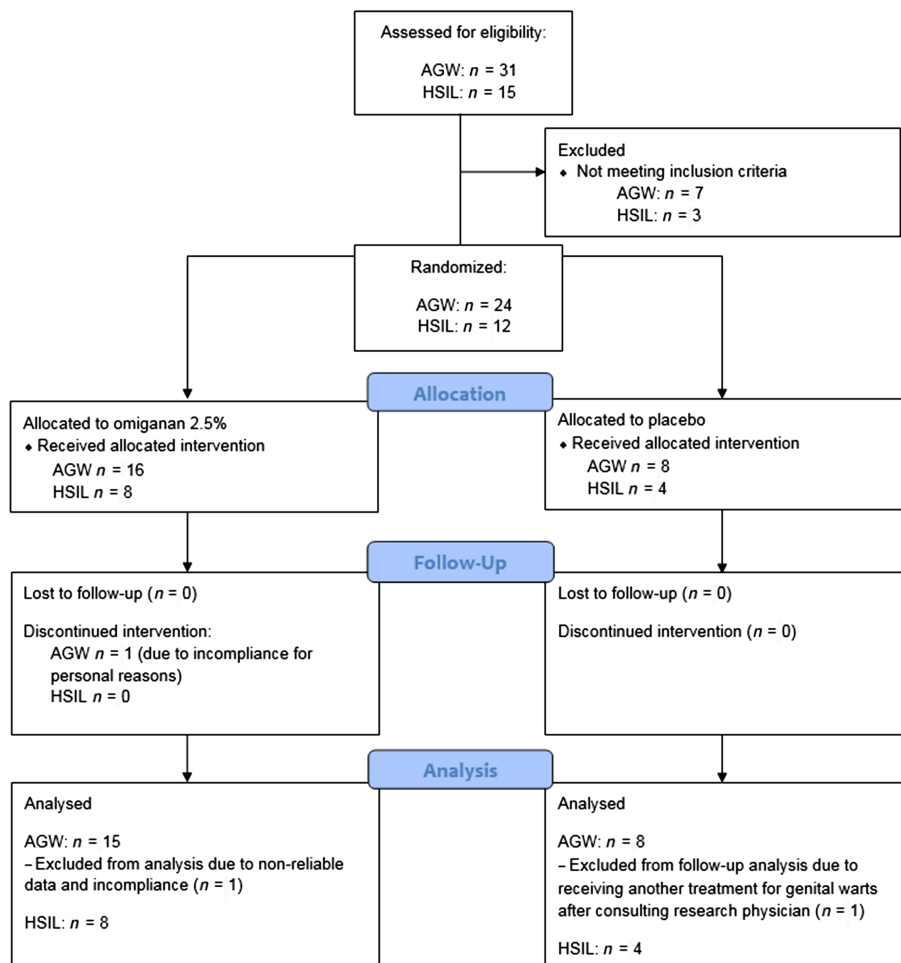 Assessed for eligibility:
AGW: n = 31
HSIL: n = 15
Excluded
⬥ Not meeting inclusion criteria
AGW: n = 7
HSIL: n = 3
Randomized:
AGW: n = 24
HSIL: n = 12
Allocation
Allocated to omiganan 2.5%
⬥ Received allocated intervention
AGW n = 16
HSIL n = 8
Allocated to placebo
⬥ Received allocated intervention
AGW n = 8
HSIL n = 4
Follow-Up
Lost to follow-up (n = 0)
Discontinued intervention:
AGW n = 1 (due to incompliance for
personal reasons)
HSIL n = 0
Lost to follow-up (n = 0)
Discontinued intervention (n = 0)
Analysis
Analysed
AGW: n = 15
– Excluded from analysis due to non-reliable
data and incompliance (n = 1)
HSIL: n = 8
Analysed
AGW: n = 8
– Excluded from follow-up analysis due to
receiving another treatment for genital warts
after consulting research physician (n = 1)
HSIL: n = 4